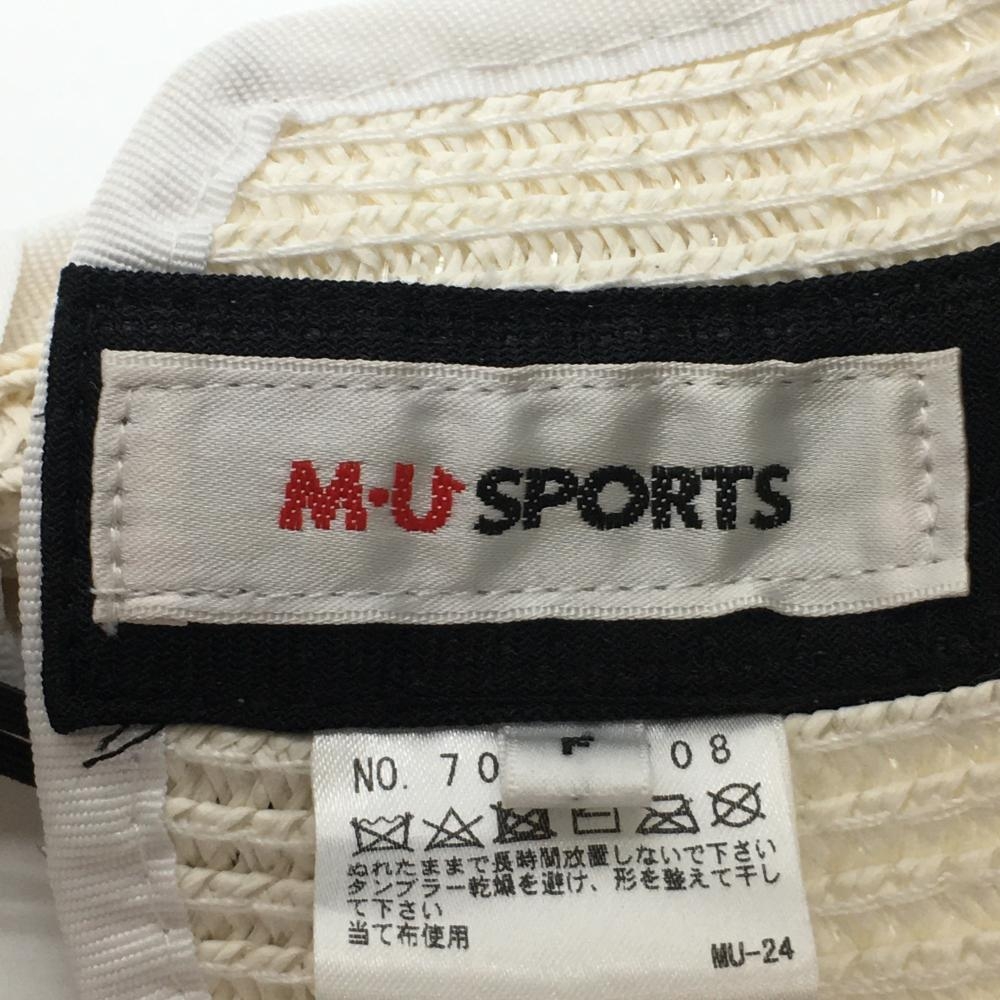 M·U SPORTS
F
NO. 70 08
ぬれたままで長時間放置しないで下さい
タンブラー乾燥を避け、形を整えて干し
て下さい
当て布使用
MU-24